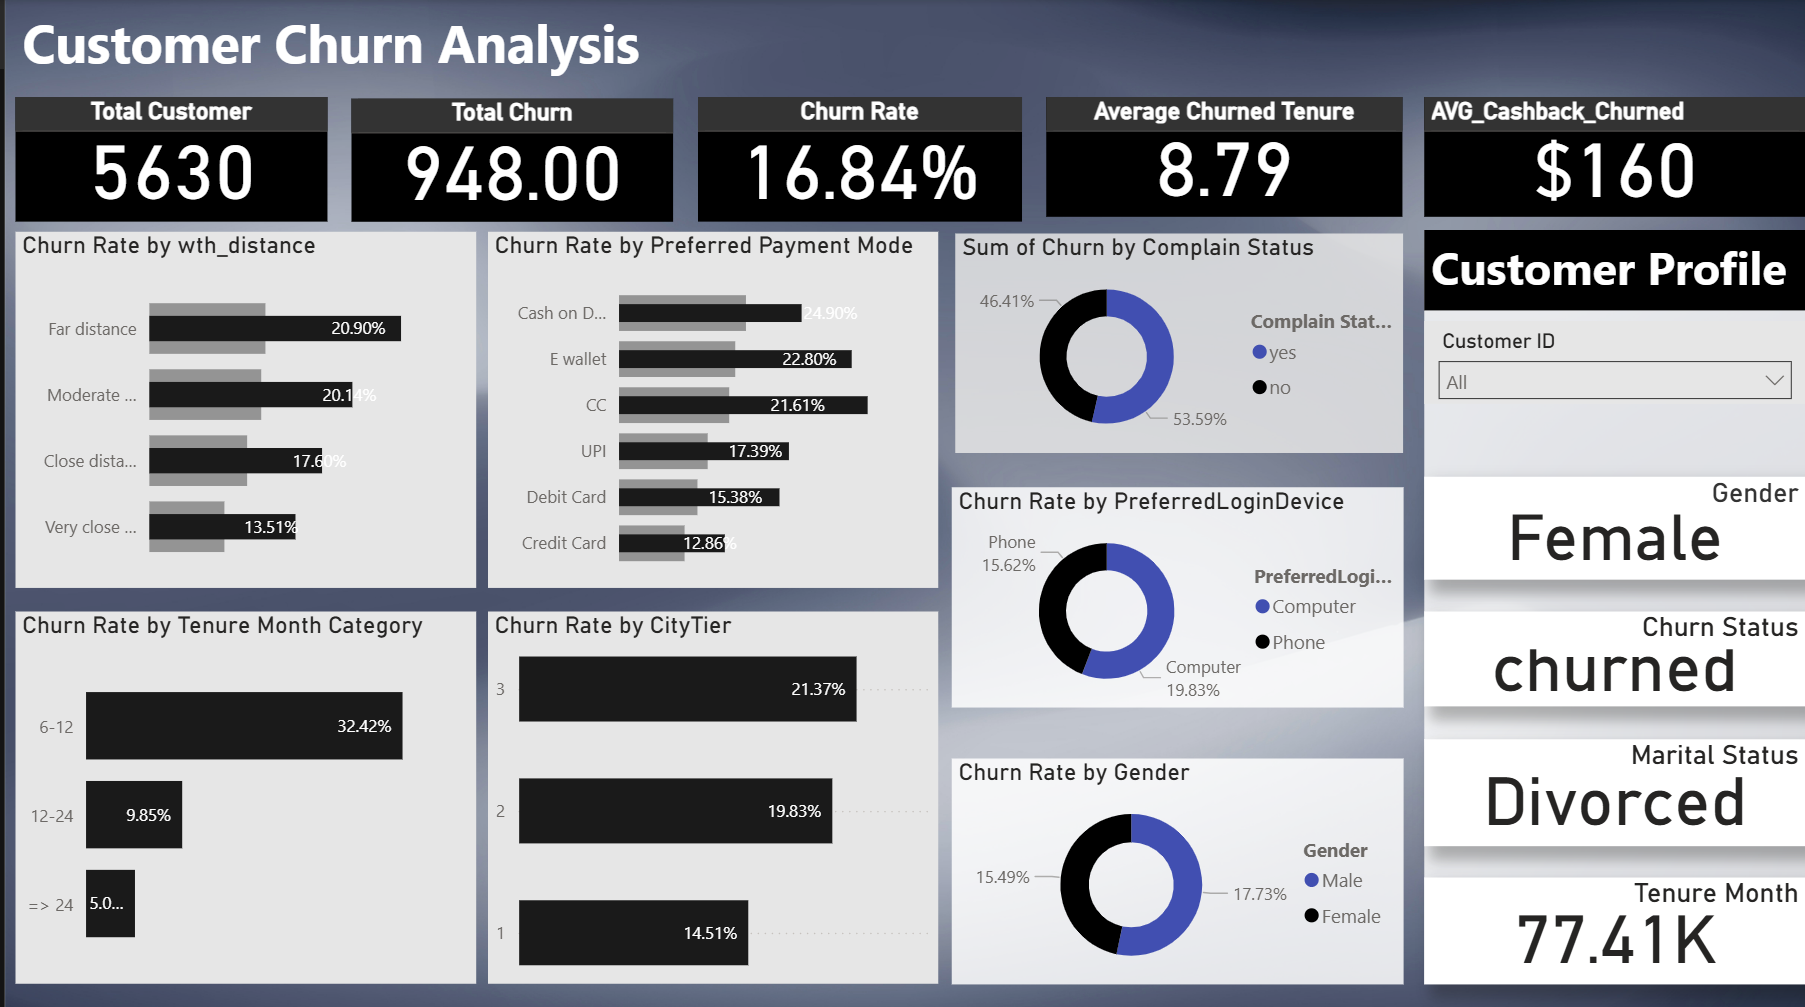 Customer Churn Analysis
Total Customer
5630
Total Churn
948.00
Churn Rate
16.84%
Average Churned Tenure
8.79
AVG_Cashback_Churned
$160
Churn Rate by wth_distance
Far distance
20.90%
Moderate ...
20.14%
Close dista...
17.60%
Very close ...
13.51%
Churn Rate by Preferred Payment Mode
Cash on D...
24.90%
E wallet
22.80%
CC
21.61%
UPI
17.39%
Debit Card
15.38%
Credit Card
12.86%
Sum of Churn by Complain Status
46.41%
53.59%
Complain Stat...
yes
no
Churn Rate by PreferredLoginDevice
Phone
15.62%
Computer
19.83%
PreferredLogi...
Computer
Phone
Churn Rate by Tenure Month Category
6-12
32.42%
12-24
9.85%
=> 24
5.0...
Churn Rate by CityTier
3
21.37%
2
19.83%
1
14.51%
Churn Rate by Gender
15.49%
17.73%
Gender
Male
Female
Customer Profile
Customer ID
All
Gender
Female
Churn Status
churned
Marital Status
Divorced
Tenure Month
77.41K